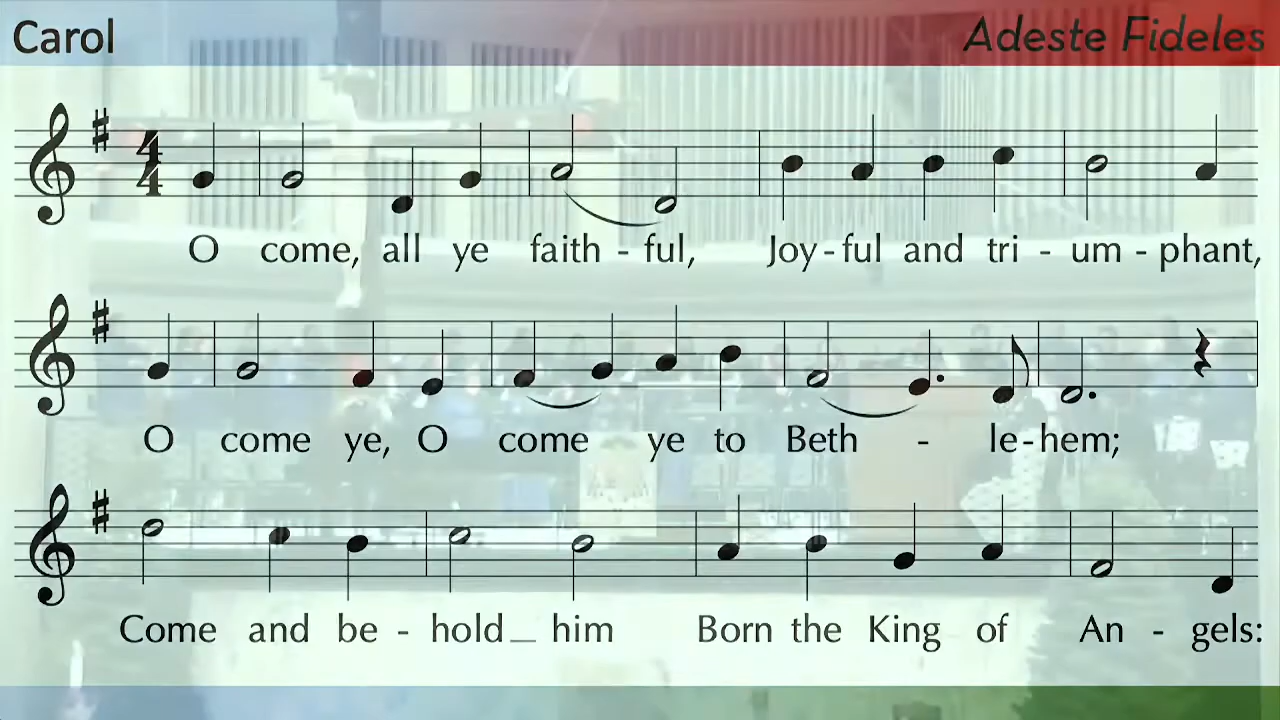 Carol
Adeste Fideles
O come, all ye faith - ful, Joy - ful and tri - um - phant,
O come ye, O come ye to Beth - le - hem;
Come and be - hold_ him Born the King of An - gels: